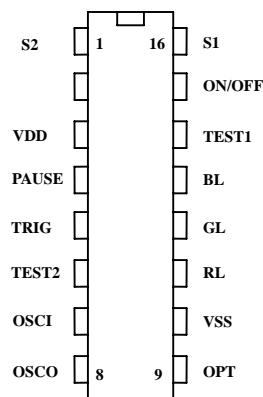 S2 1 16 S1
ON/OFF
VDD TEST1
PAUSE BL
TRIG GL
TEST2 RL
OSCI VSS
OSCO 8 9 OPT